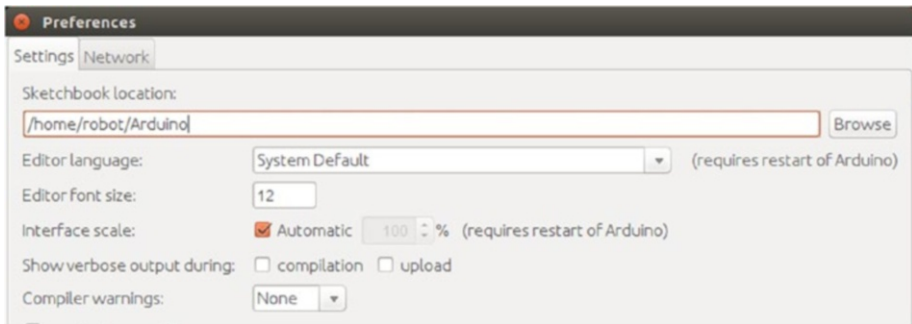 Preferences
Settings Network
Sketchbook location:
/home/robot/Arduino
Browse
Editor language: System Default (requires restart of Arduino)
Editor font size: 12
Interface scale: Automatic 100 % (requires restart of Arduino)
Show verbose output during: compilation upload
Compiler warnings: None